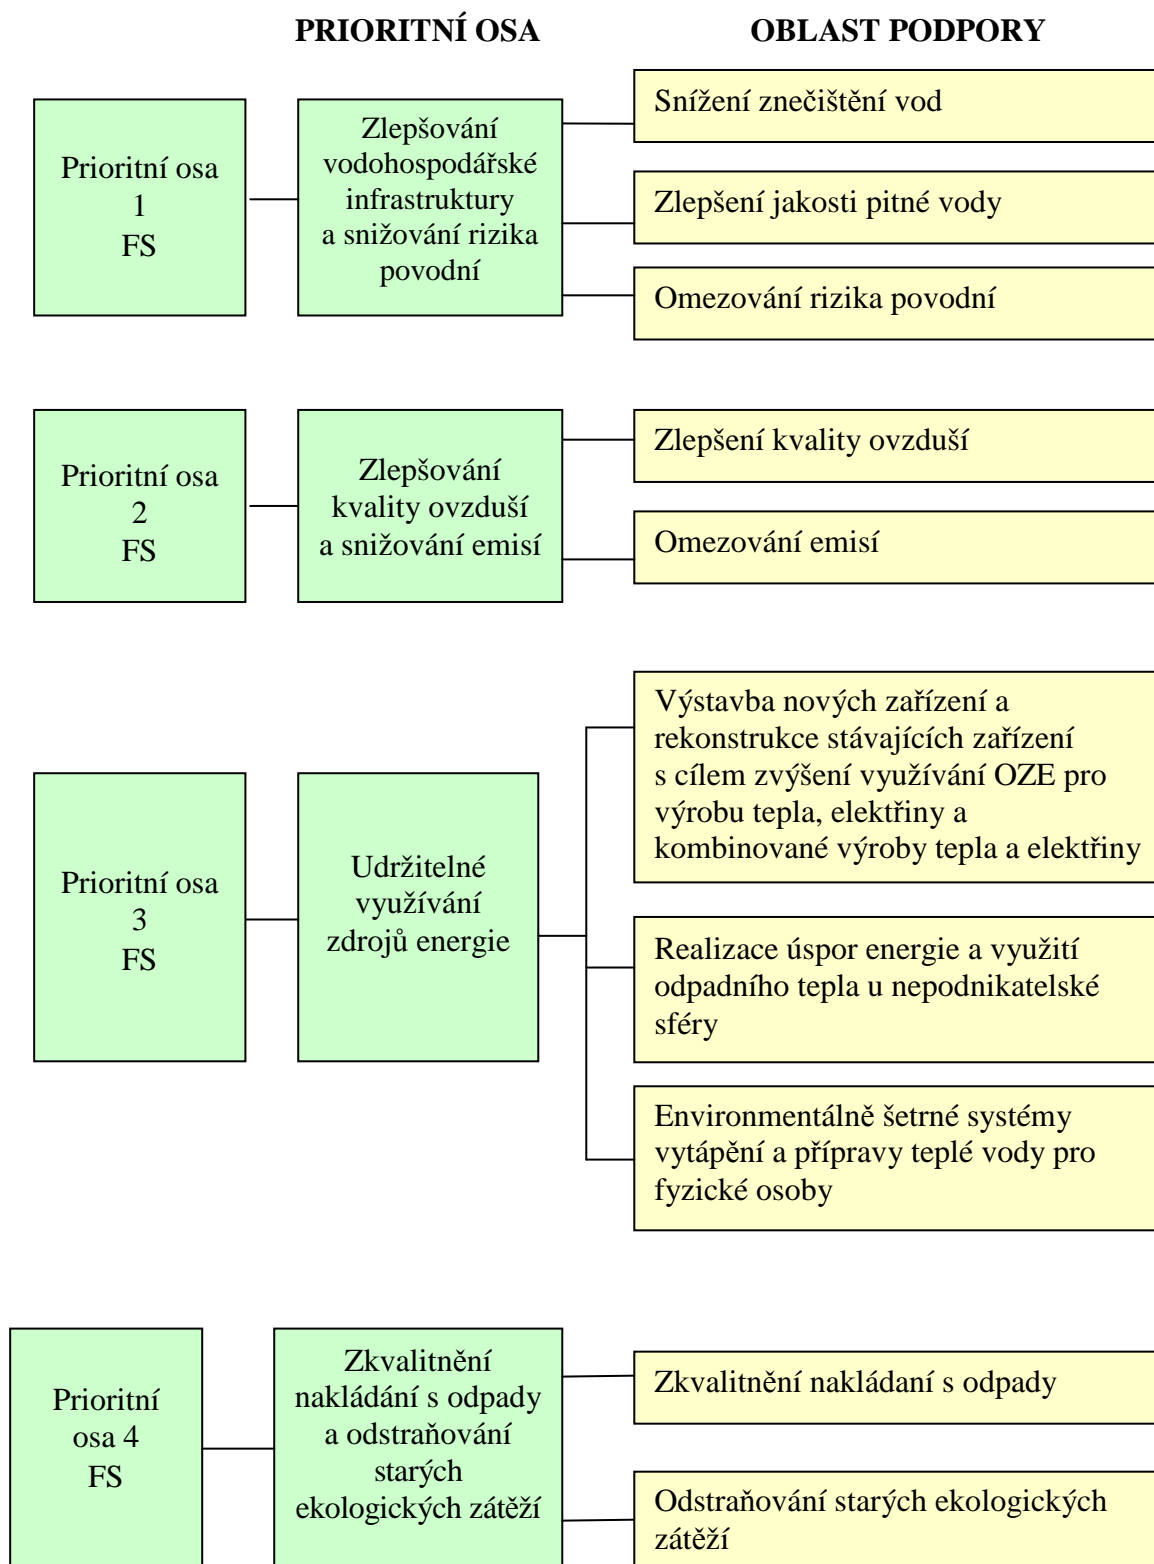 PRIORITNÍ OSA
OBLAST PODPORY
Prioritní osa
1
FS
Zlepšování
vodohospodářské
infrastruktury
a snižování rizika
povodní
Snížení znečištění vod
Zlepšení jakosti pitné vody
Omezování rizika povodní
Prioritní osa
2
FS
Zlepšování
kvality ovzduší
a snižování emisí
Zlepšení kvality ovzduší
Omezování emisí
Prioritní osa
3
FS
Udržitelné
využívání
zdrojů energie
Výstavba nových zařízení a
rekonstrukce stávajících zařízení
s cílem zvýšení využívání OZE pro
výrobu tepla, elektřiny a
kombinované výroby tepla a elektřiny
Realizace úspor energie a využití
odpadního tepla u nepodnikatelské
sféry
Environmentálně šetrné systémy
vytápění a přípravy teplé vody pro
fyzické osoby
Prioritní
osa 4
FS
Zkvalitnění
nakládání s odpady
a odstraňování
starých
ekologických zátěží
Zkvalitnění nakládaní s odpady
Odstraňování starých ekologických
zátěží